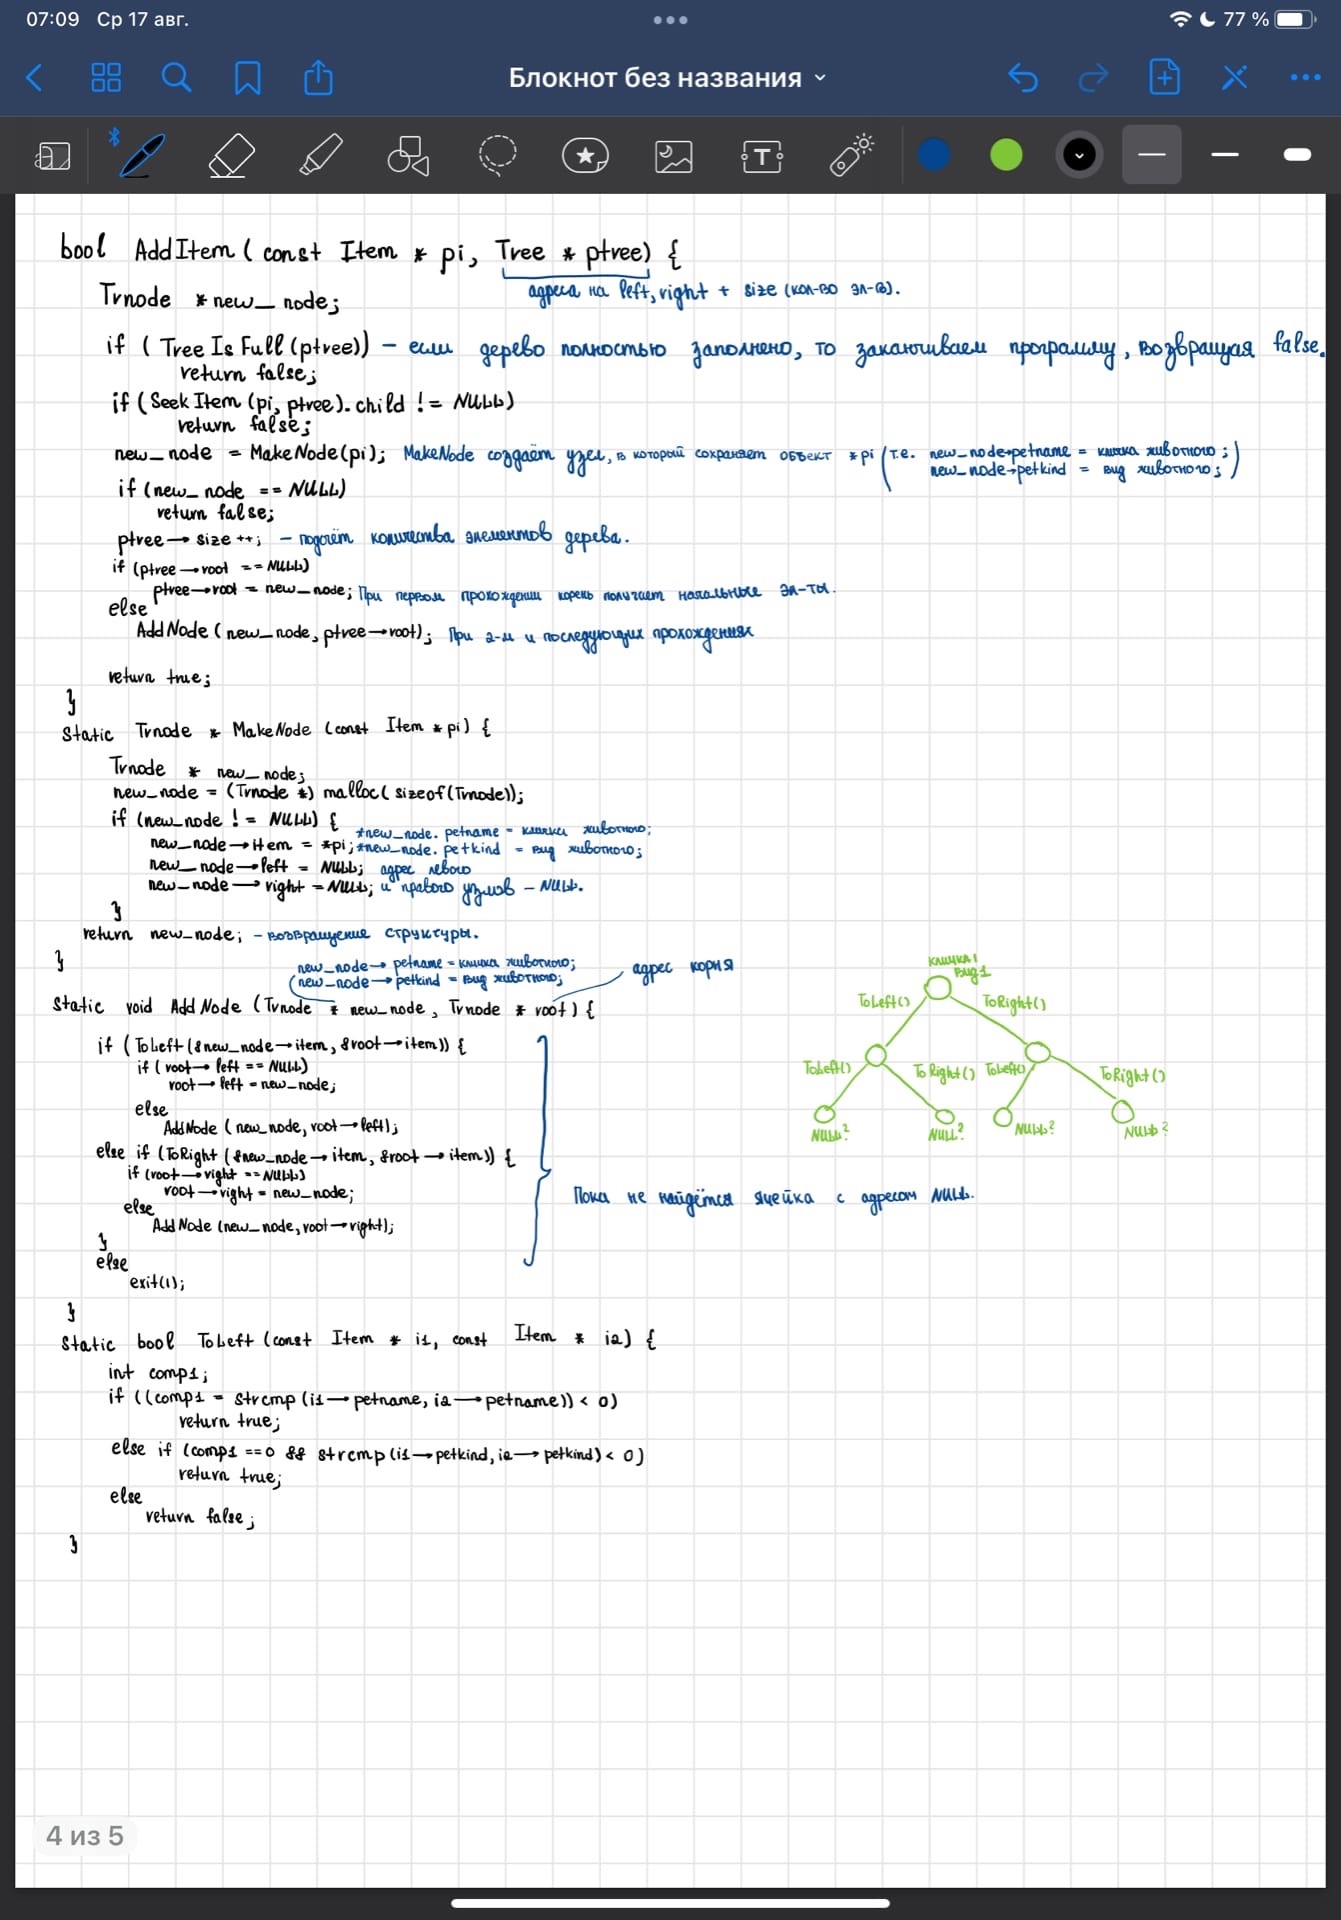 07:09 Ср 17 авг.
77 %
Блокнот без названия
T
bool AddItem ( const Item * pi, Tree * ptree) {
адреса на left, right + size (кол-во эл-в).
Trnode * new_node;
if ( Tree Is Full (ptree)) – если дерево полностью заполнено, то заканчиваем программу, возвращая false.
return false;
if ( Seek Item (pi, ptree). child != NULL)
return false;
new_node = MakeNode(pi); MakeNode создаёт узел, в который сохраняет объект *pi (т.е. new_node→petname = кличка животного;
new_node→petkind = вид животного;)
if (new_node == NULL)
return false;
ptree→size ++; – подсчёт количества элементов дерева.
if (ptree→root == NULL)
ptree→root = new_node; При первом прохождении корень получает начальные эл-ты.
else
AddNode ( new_node, ptree→root); При 2-м и последующих прохождениях
return true;
}
Static Trnode * MakeNode (const Item * pi) {
Trnode * new_node;
new_node = (Trnode *) malloc( sizeof(Trnode));
if (new_node != NULL) {
*new_node. petname = кличка животного;
new_node→item = *pi; *new_node. petkind = вид животного;
new_node→left = NULL; адрес левого
new_node→right = NULL; и правого узлов – NULL.
}
return new_node; – возвращение структуры.
}
new_node→ petname = кличка животного;
(new_node→petkind = вид животного;
адрес корня
Static void Add Node (Trnode * new_node, Trnode * root) {
if ( ToLeft (&new_node→item, &root→item)) {
if ( root→ left == NULL)
root→ left = new_node;
else
AddNode ( new_node, root→left);
else if (ToRight (&new_node→item, &root→item)) {
if (root→right == NULL)
root→right = new_node;
else
Add Node (new_node, root→right);
}
else
exit(1);
}
Пока не найдётся ячейка с адресом NULL.
кличка1
вид1
ToLeft() ToRight()
ToLeft() To Right() ToLeft() ToRight()
NULL? NULL? NULL? NULL?
Static bool ToLeft (const Item * i1, const Item * i2) {
int comp1;
if ((comp1 = strcmp (i1→petname, i2→petname)) < 0)
return true;
else if (comp1 ==0 && strcmp (i1→petkind, i2→ petkind) < 0)
return true;
else
return false;
}
4 из 5